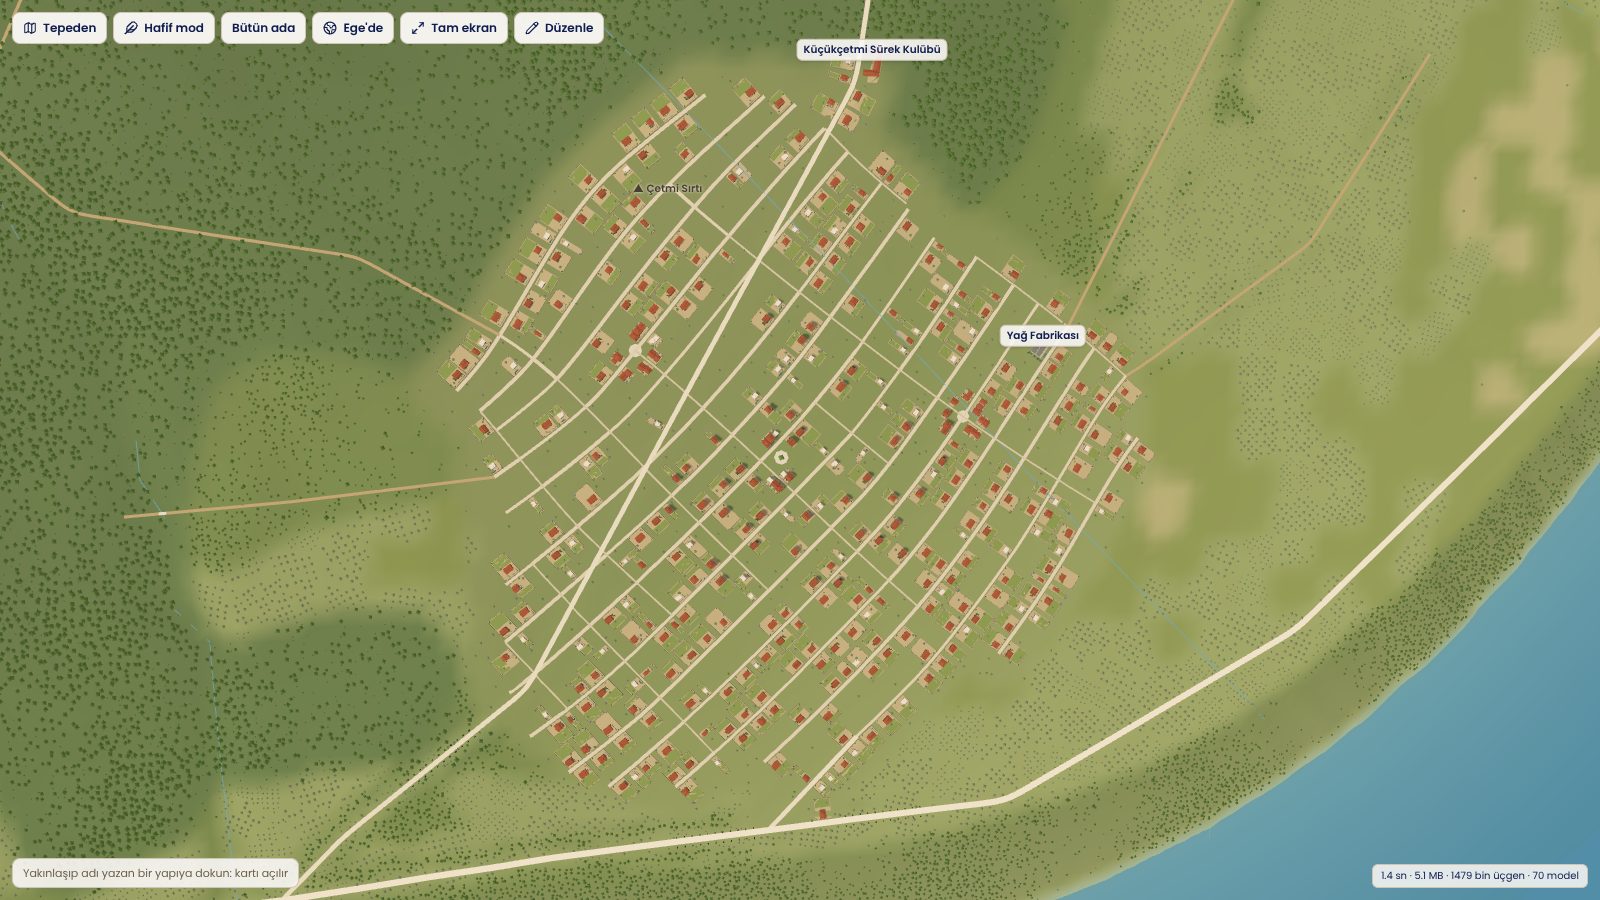 Tepeden
Hafif mod
Bütün ada
Ege'de
Tam ekran
Düzenle
Küçükçetmi Sürek Kulübü
Çetmi Sırtı
Yağ Fabrikası
Yakınlaşıp adı yazan bir yapıya dokun: kartı açılır
1.4 sn · 5.1 MB · 1479 bin üçgen · 70 model